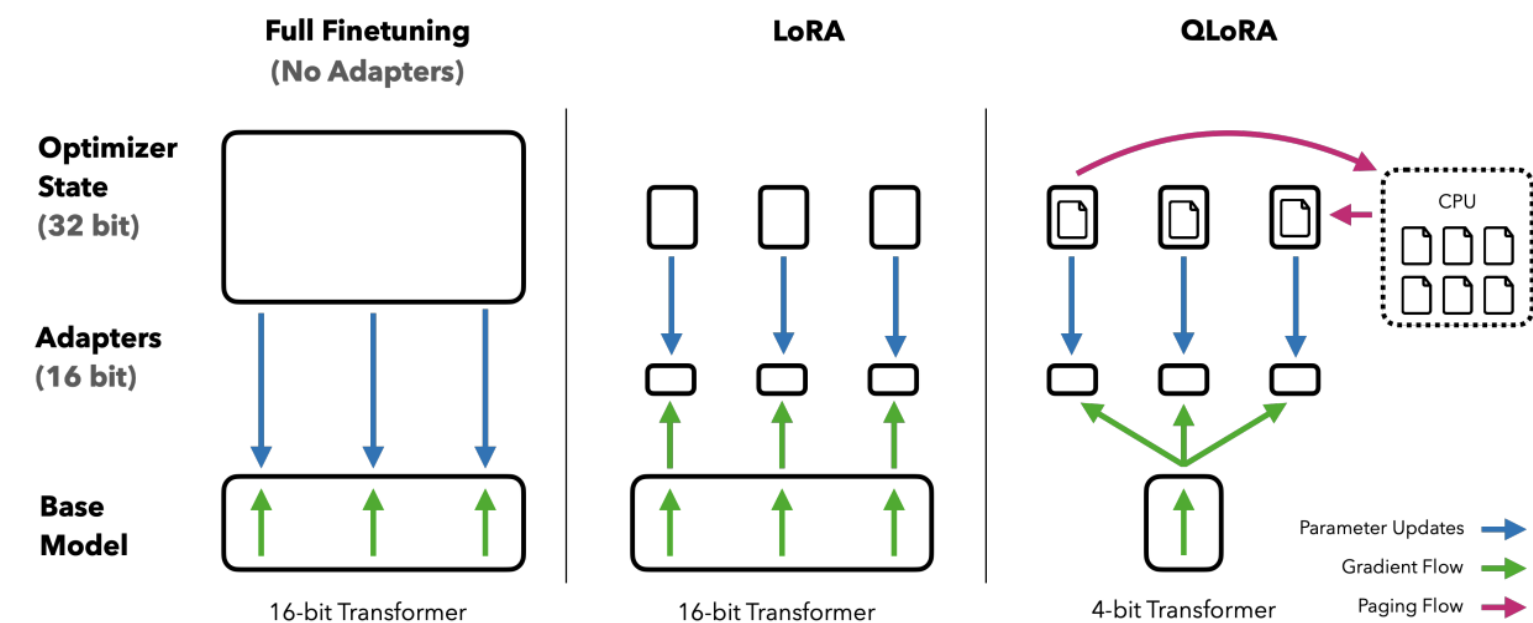 Full Finetuning
(No Adapters)
LoRA
QLoRA
Optimizer
State
(32 bit)
CPU
Adapters
(16 bit)
Base
Model
Parameter Updates
Gradient Flow
Paging Flow
16-bit Transformer
16-bit Transformer
4-bit Transformer